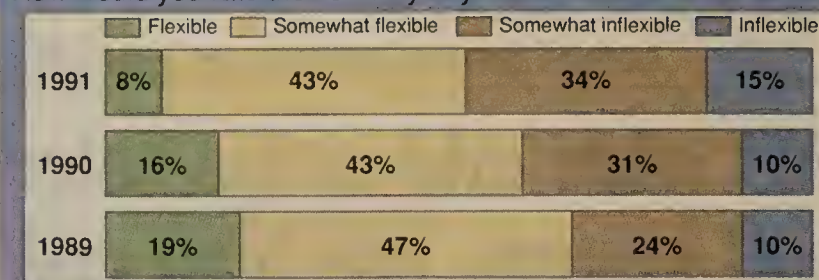 Flexible Somewhat flexible Somewhat inflexible Inflexible
1991 8% 43% 34% 15%
1990 16% 43% 31% 10%
1989 19% 47% 24% 10%